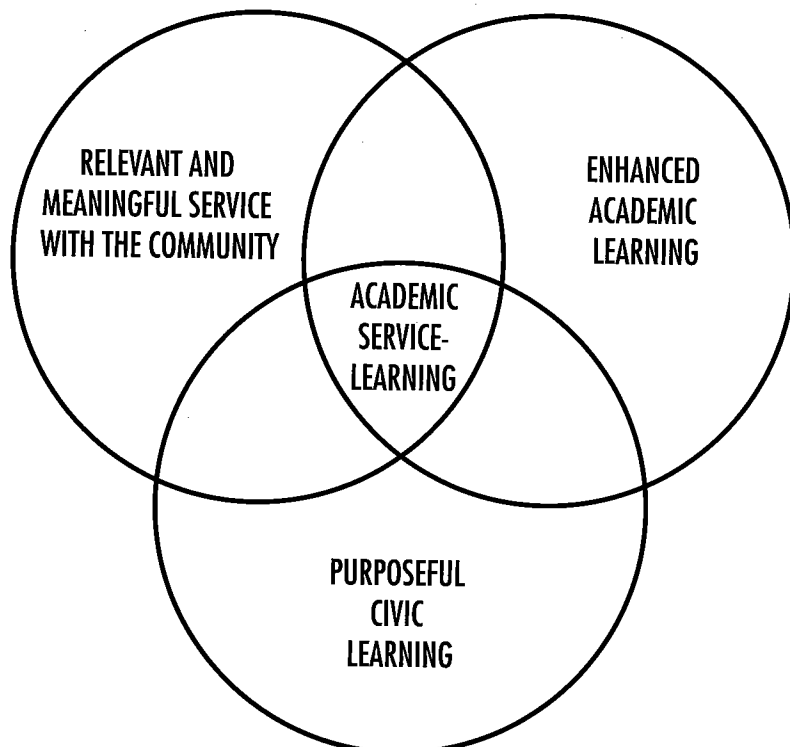 RELEVANT AND
MEANINGFUL SERVICE
WITH THE COMMUNITY
ENHANCED
ACADEMIC
LEARNING
ACADEMIC
SERVICE-
LEARNING
PURPOSEFUL
CIVIC
LEARNING